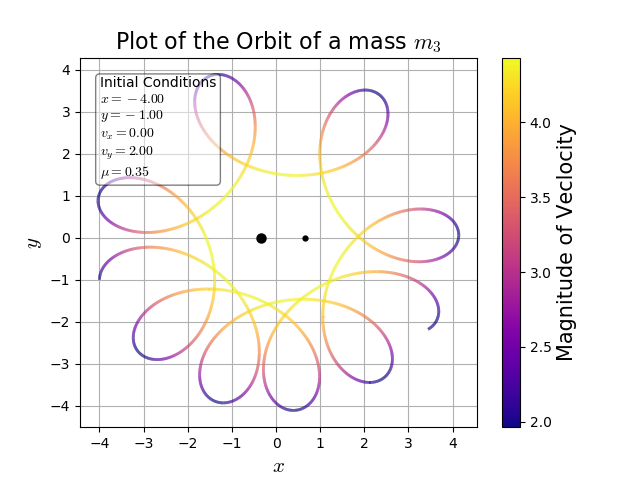 Plot of the Orbit of a mass $m_3$
Initial Conditions
x = −4.00
y = −1.00
v_x = 0.00
v_y = 2.00
μ = 0.35
4
3
2
1
0
−1
−2
−3
−4
y
−4 −3 −2 −1 0 1 2 3 4
x
4.0
3.5
3.0
2.5
2.0
Magnitude of Veclocity